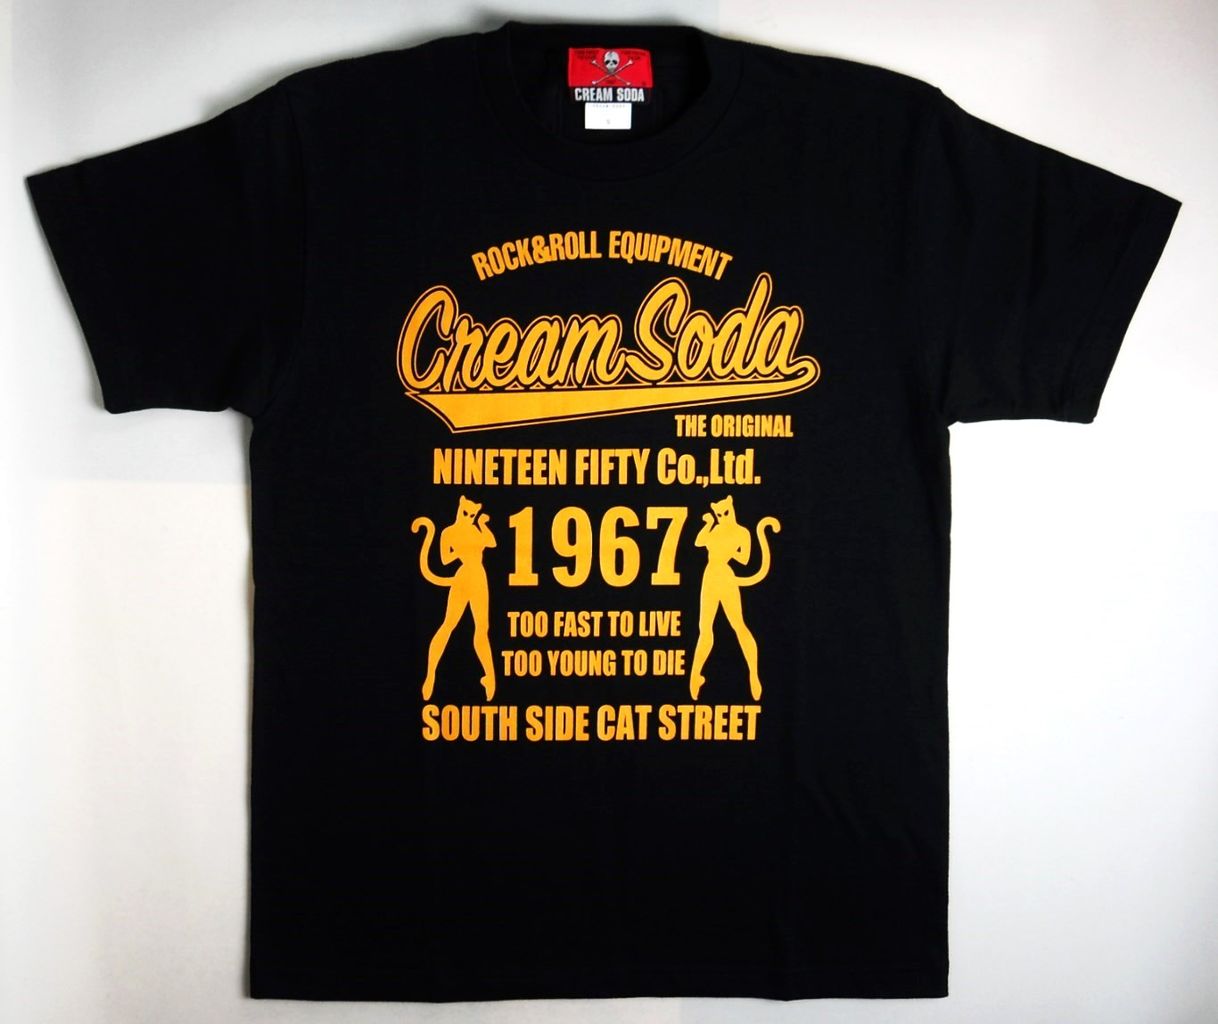 CREAM SODA
ROCK&ROLL EQUIPMENT
Cream Soda
THE ORIGINAL
NINETEEN FIFTY Co.,Ltd.
1967
TOO FAST TO LIVE
TOO YOUNG TO DIE
SOUTH SIDE CAT STREET